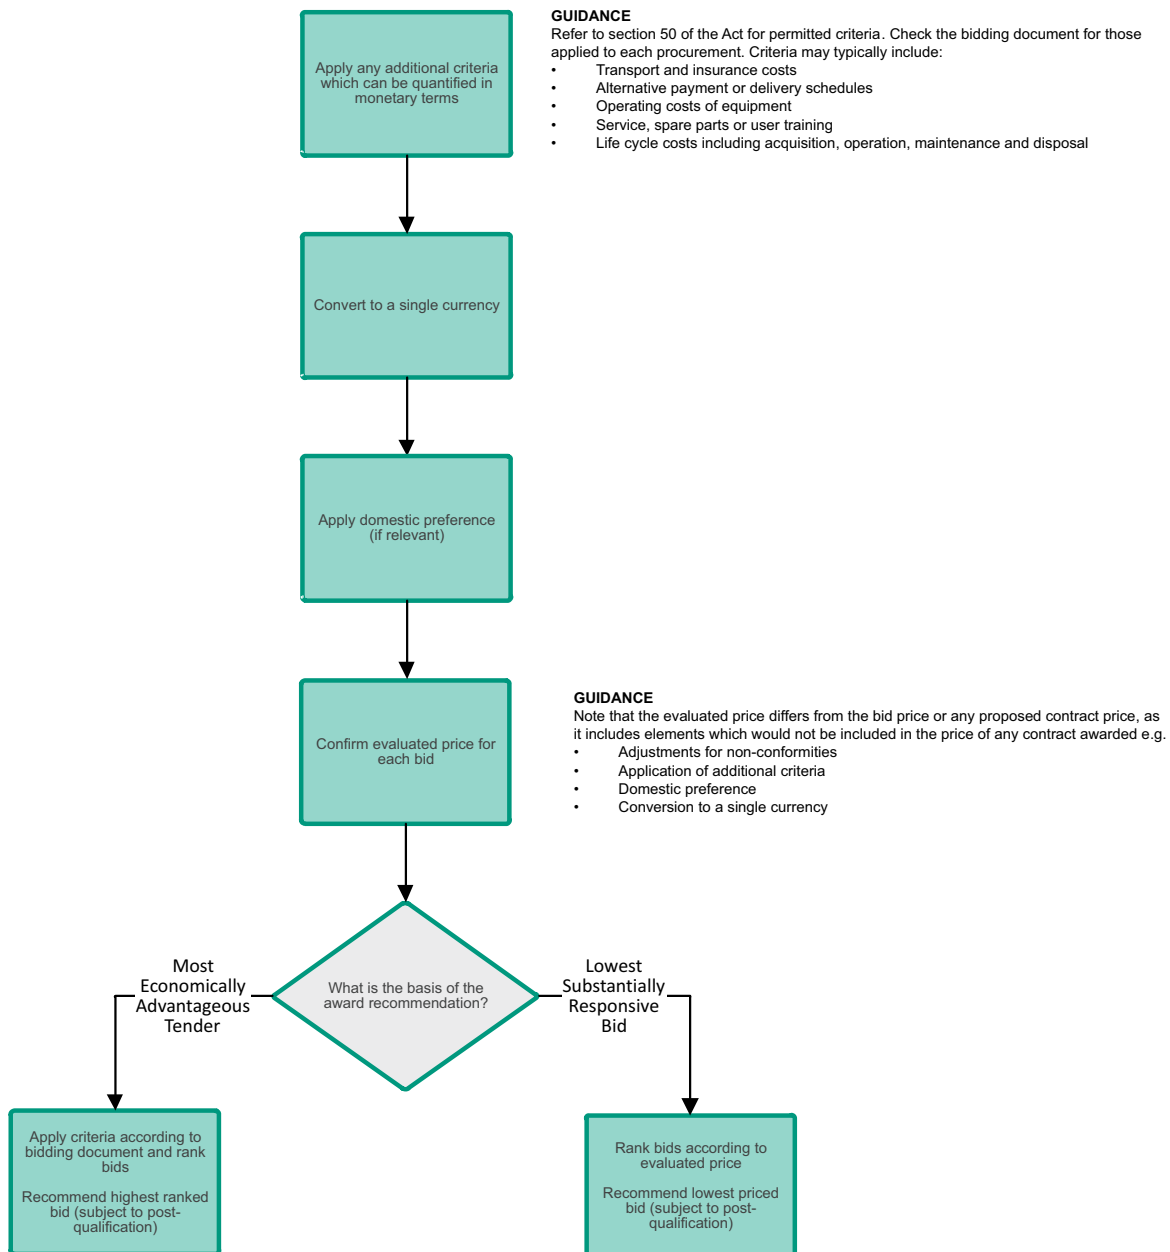 Apply any additional criteria
which can be quantified in
monetary terms
GUIDANCE
Refer to section 50 of the Act for permitted criteria. Check the bidding document for those
applied to each procurement. Criteria may typically include:
• Transport and insurance costs
• Alternative payment or delivery schedules
• Operating costs of equipment
• Service, spare parts or user training
• Life cycle costs including acquisition, operation, maintenance and disposal
Convert to a single currency
Apply domestic preference
(if relevant)
Confirm evaluated price for
each bid
GUIDANCE
Note that the evaluated price differs from the bid price or any proposed contract price, as
it includes elements which would not be included in the price of any contract awarded e.g.
• Adjustments for non-conformities
• Application of additional criteria
• Domestic preference
• Conversion to a single currency
What is the basis of the
award recommendation?
Most
Economically
Advantageous
Tender
Lowest
Substantially
Responsive
Bid
Apply criteria according to
bidding document and rank
bids
Recommend highest ranked
bid (subject to post-
qualification)
Rank bids according to
evaluated price
Recommend lowest priced
bid (subject to post-
qualification)